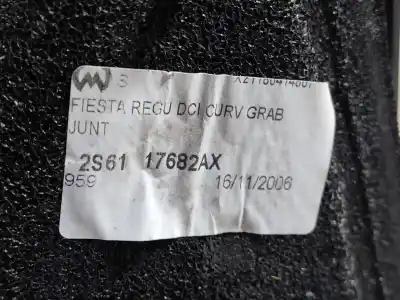 S
FIESTA REGU DCI CURV GRAB
JUNT
2S61 17682AX
959 16/11/2006